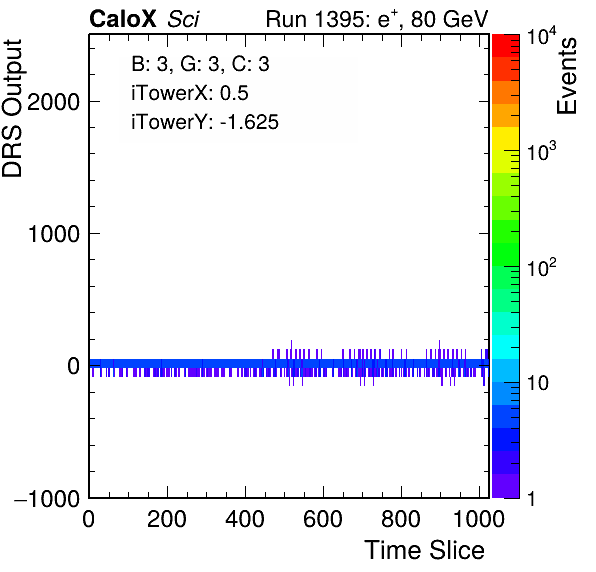 CaloX Sci Run 1395: e+, 80 GeV
B: 3, G: 3, C: 3
iTowerX: 0.5
iTowerY: -1.625
DRS Output
2000
1000
0
−1000
0 200 400 600 800 1000
Time Slice
Events
10^4
10^3
10^2
10
1